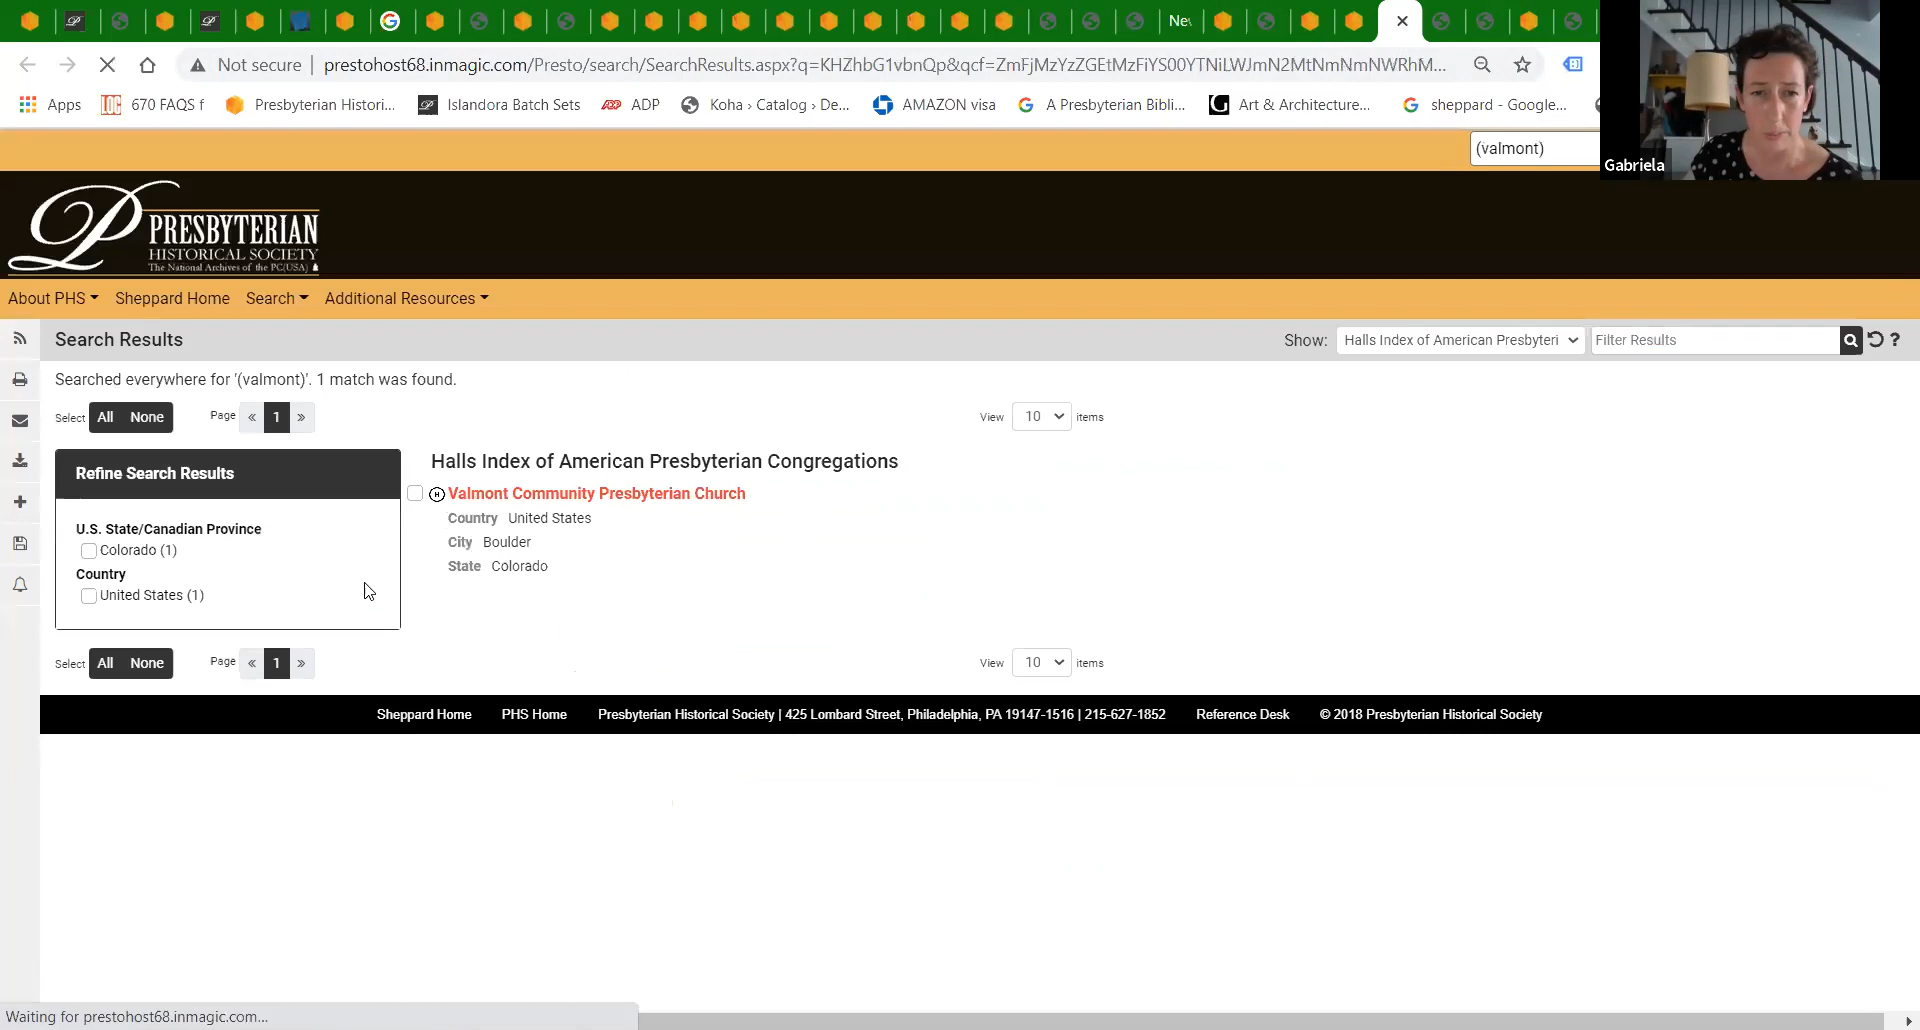 New
Not secure | prestohost68.inmagic.com/Presto/search/SearchResults.aspx?q=KHZhbG1vbnQp&qcf=ZmFjMzYzZGEtMzFiYS00YTNiLWJmN2MtNmNmNWRhM...
Apps 670 FAQS f Presbyterian Histori... Islandora Batch Sets ADP Koha › Catalog › De... AMAZON visa A Presbyterian Bibli... Art & Architecture... sheppard - Google...
(valmont)
Gabriela
PRESBYTERIAN
HISTORICAL SOCIETY
The National Archives of the PC(USA)
About PHS Sheppard Home Search Additional Resources
Search Results Show: Halls Index of American Presbyteri Filter Results ?
Searched everywhere for '(valmont)'. 1 match was found.
Select All None Page « 1 » View 10 items
Refine Search Results
U.S. State/Canadian Province
Colorado (1)
Country
United States (1)
Halls Index of American Presbyterian Congregations
H Valmont Community Presbyterian Church
Country United States
City Boulder
State Colorado
Select All None Page « 1 » View 10 items
Sheppard Home PHS Home Presbyterian Historical Society | 425 Lombard Street, Philadelphia, PA 19147-1516 | 215-627-1852 Reference Desk © 2018 Presbyterian Historical Society
Waiting for prestohost68.inmagic.com...